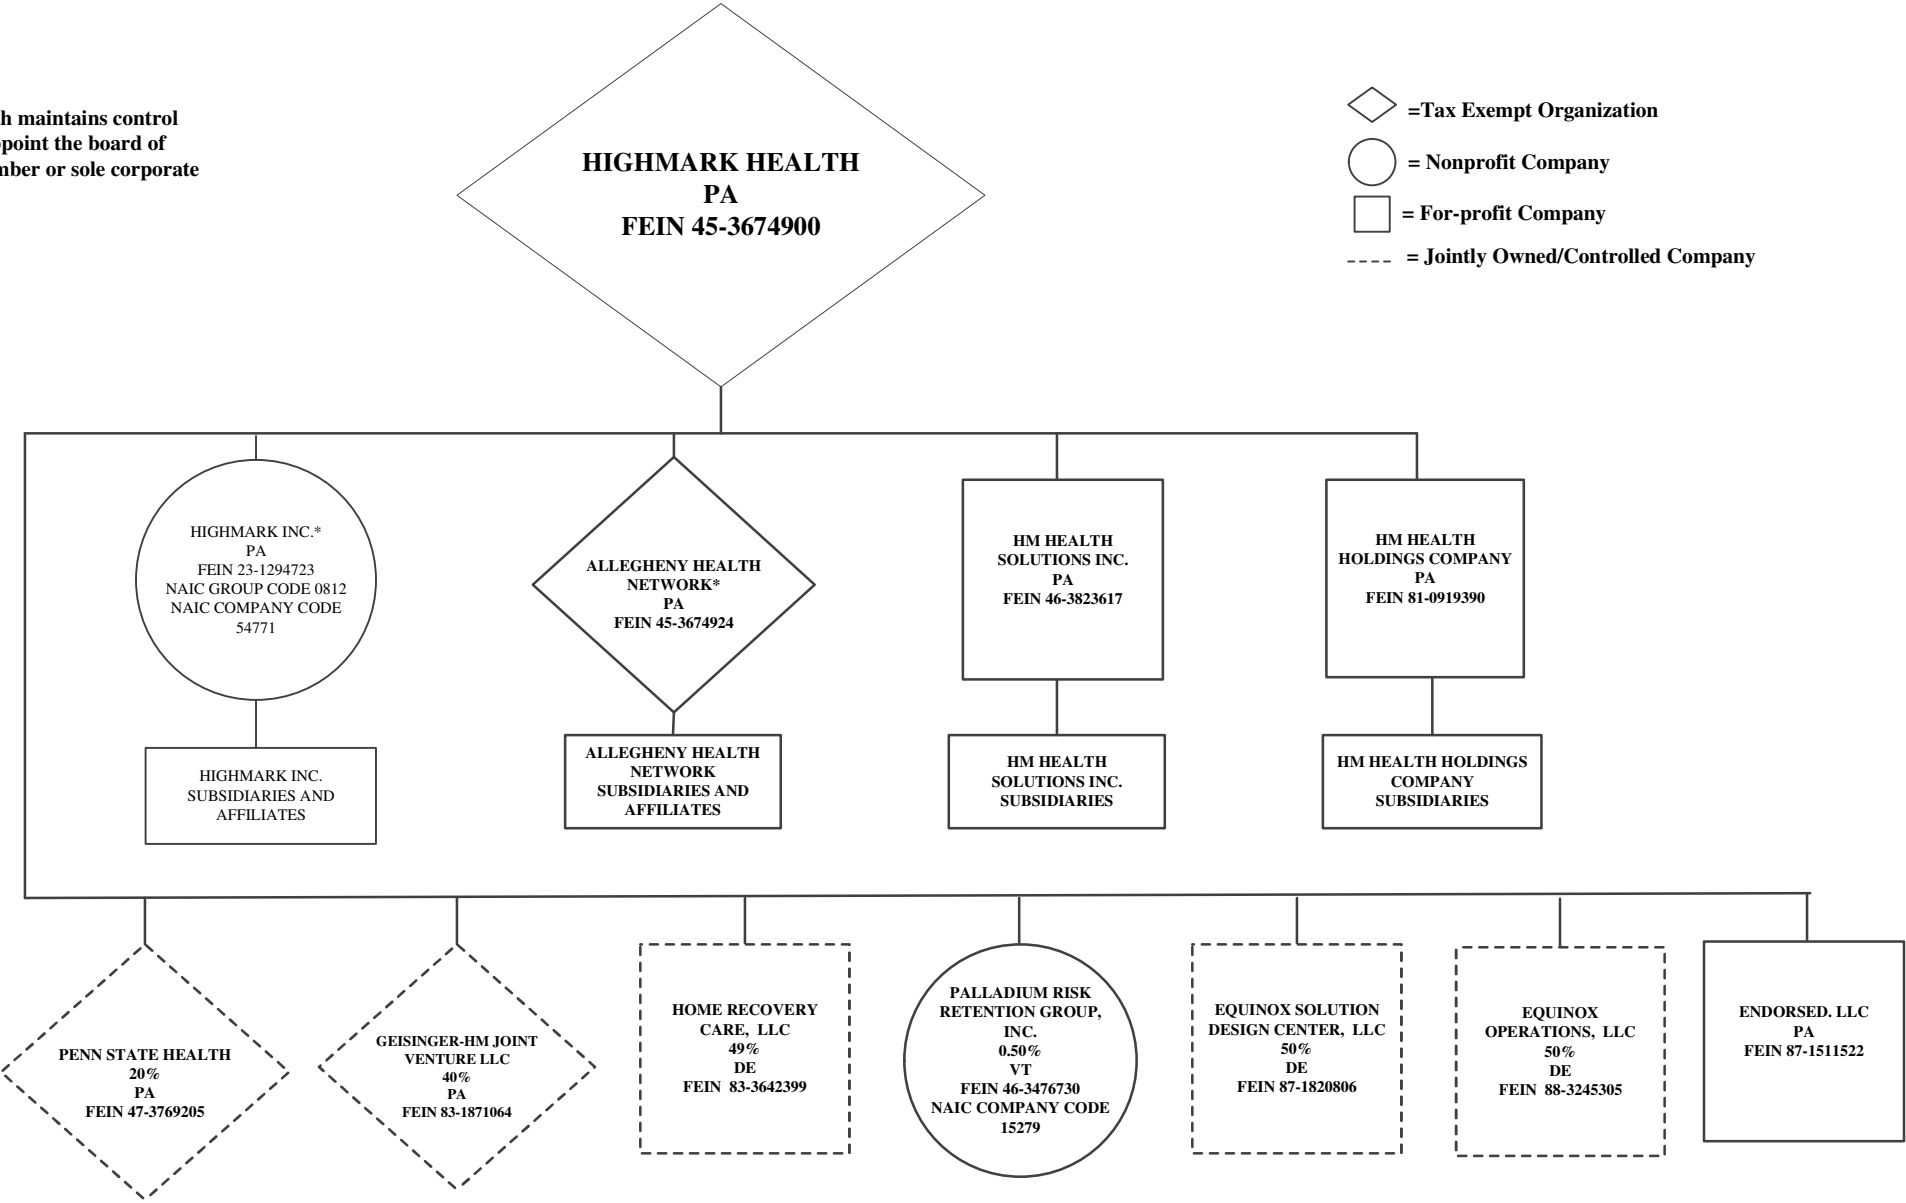 h maintains control
point the board of
mber or sole corporate
HIGHMARK HEALTH
PA
FEIN 45-3674900
=Tax Exempt Organization
= Nonprofit Company
= For-profit Company
= Jointly Owned/Controlled Company
HIGHMARK INC.*
PA
FEIN 23-1294723
NAIC GROUP CODE 0812
NAIC COMPANY CODE
54771
ALLEGHENY HEALTH
NETWORK*
PA
FEIN 45-3674924
HM HEALTH
SOLUTIONS INC.
PA
FEIN 46-3823617
HM HEALTH
HOLDINGS COMPANY
PA
FEIN 81-0919390
HIGHMARK INC.
SUBSIDIARIES AND
AFFILIATES
ALLEGHENY HEALTH
NETWORK
SUBSIDIARIES AND
AFFILIATES
HM HEALTH
SOLUTIONS INC.
SUBSIDIARIES
HM HEALTH HOLDINGS
COMPANY
SUBSIDIARIES
PENN STATE HEALTH
20%
PA
FEIN 47-3769205
GEISINGER-HM JOINT
VENTURE LLC
40%
PA
FEIN 83-1871064
HOME RECOVERY
CARE, LLC
49%
DE
FEIN 83-3642399
PALLADIUM RISK
RETENTION GROUP,
INC.
0.50%
VT
FEIN 46-3476730
NAIC COMPANY CODE
15279
EQUINOX SOLUTION
DESIGN CENTER, LLC
50%
DE
FEIN 87-1820806
EQUINOX
OPERATIONS, LLC
50%
DE
FEIN 88-3245305
ENDORSED. LLC
PA
FEIN 87-1511522